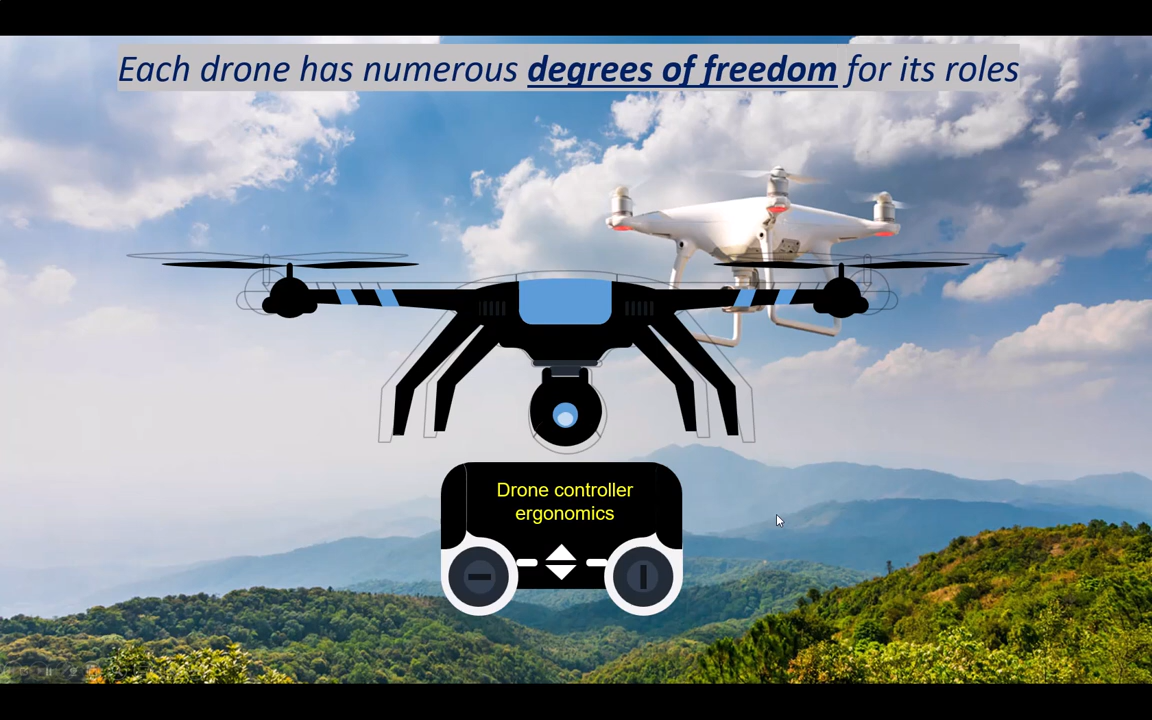 Each drone has numerous degrees of freedom for its roles
Drone controller
ergonomics